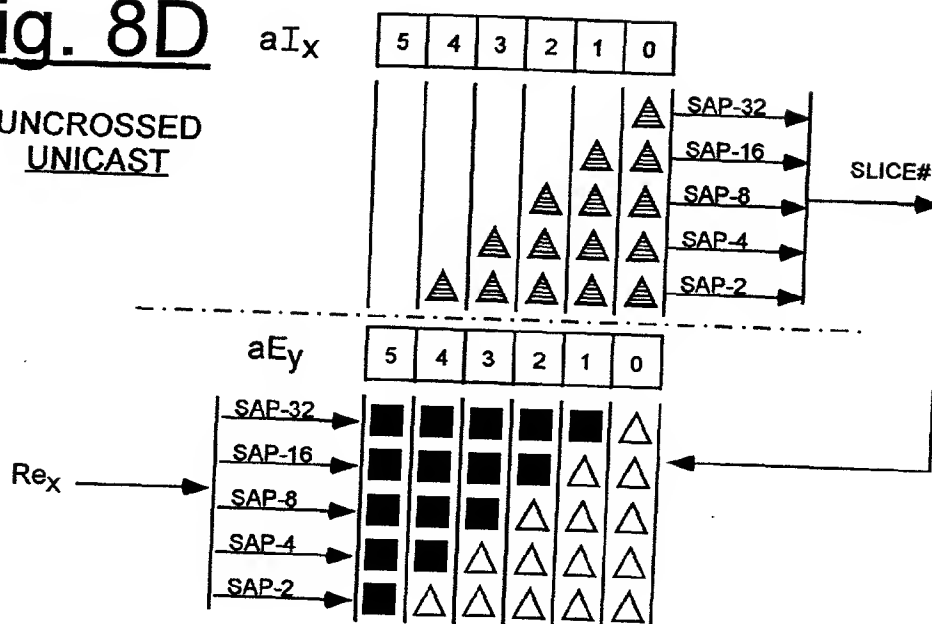 ig. 8D
UNCROSSED
UNICAST
aIx
5 4 3 2 1 0
SAP-32
SAP-16
SAP-8
SAP-4
SAP-2
SLICE#
aEy
5 4 3 2 1 0
Rex
SAP-32
SAP-16
SAP-8
SAP-4
SAP-2